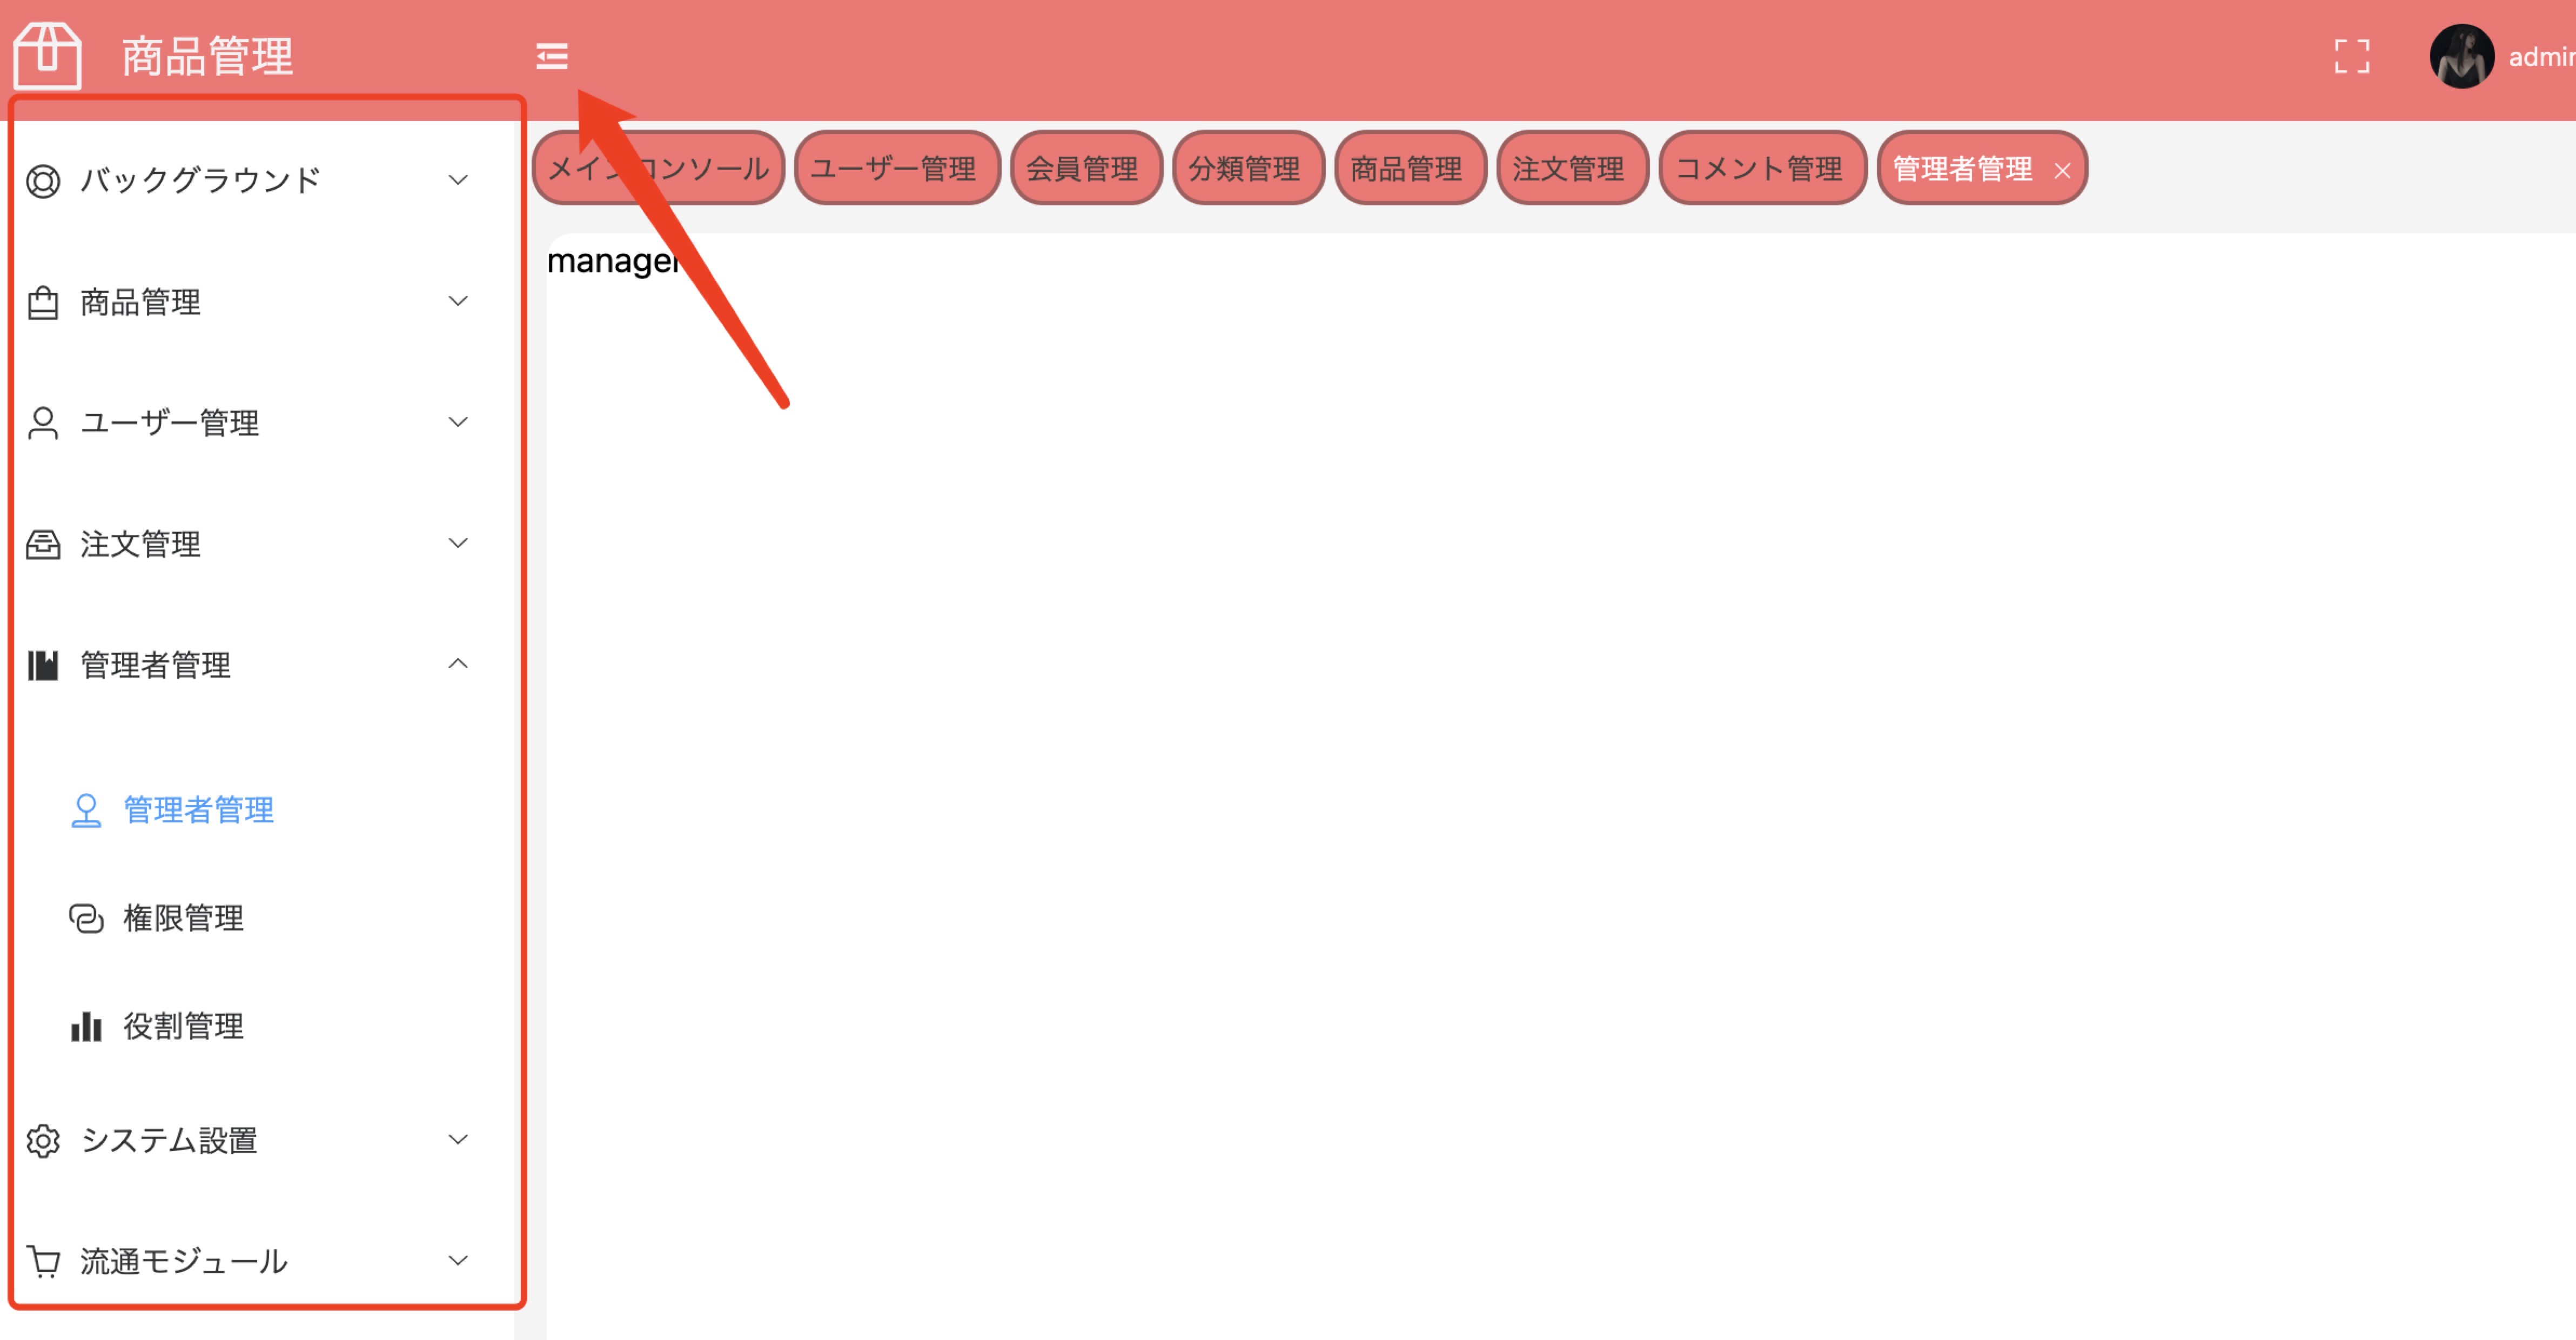 商品管理
admin
バックグラウンド
商品管理
ユーザー管理
注文管理
管理者管理
管理者管理
権限管理
役割管理
システム設置
流通モジュール
メインコンソール ユーザー管理 会員管理 分類管理 商品管理 注文管理 コメント管理 管理者管理
manager